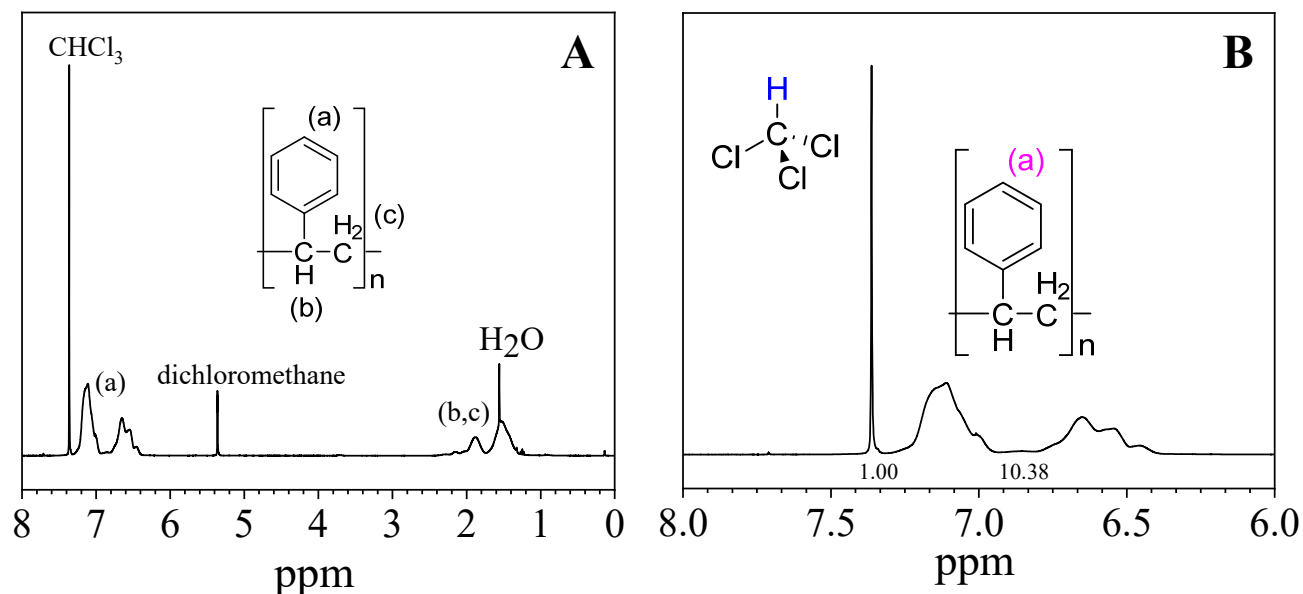 A
CHCl3
(a)
H2
C
C
(c)
H
n
(b)
(a)
dichloromethane
(b,c)
H2O
8 7 6 5 4 3 2 1 0
ppm
B
H
C
Cl
Cl
Cl
(a)
H2
C
C
H
n
1.00
10.38
8.0 7.5 7.0 6.5 6.0
ppm